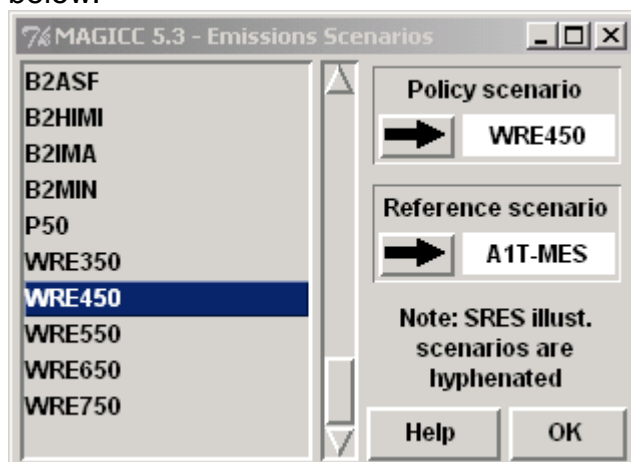 below.
MAGICC 5.3 - Emissions Scenarios
B2ASF
B2HIMI
B2IMA
B2MIN
P50
WRE350
WRE450
WRE550
WRE650
WRE750
Policy scenario
WRE450
Reference scenario
A1T-MES
Note: SRES illust.
scenarios are
hyphenated
Help
OK